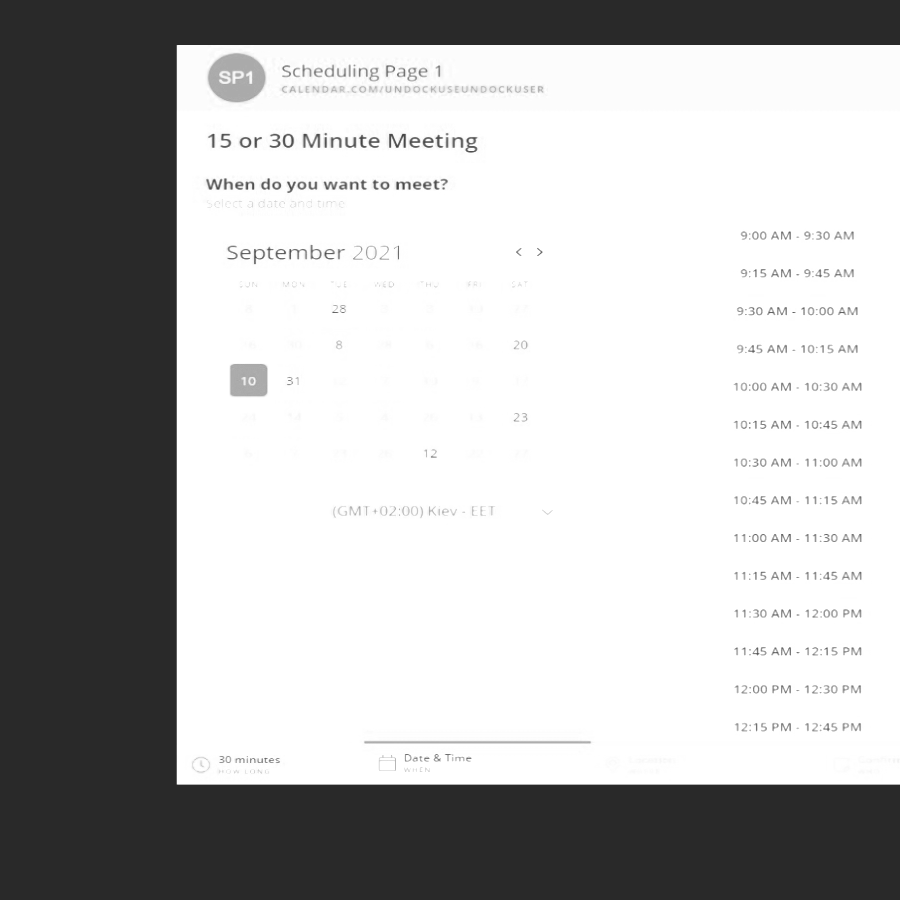 SP1
Scheduling Page 1
CALENDAR.COM/UNDOCKUSEUNDOCKUSER
15 or 30 Minute Meeting
When do you want to meet?
Select a date and time
September 2021 < >
SUN MON TUE WED THU FRI SAT
28
8 20
10 31
23
12
(GMT+02:00) Kiev - EET
9:00 AM - 9:30 AM
9:15 AM - 9:45 AM
9:30 AM - 10:00 AM
9:45 AM - 10:15 AM
10:00 AM - 10:30 AM
10:15 AM - 10:45 AM
10:30 AM - 11:00 AM
10:45 AM - 11:15 AM
11:00 AM - 11:30 AM
11:15 AM - 11:45 AM
11:30 AM - 12:00 PM
11:45 AM - 12:15 PM
12:00 PM - 12:30 PM
12:15 PM - 12:45 PM
30 minutes
HOW LONG
Date & Time
WHEN